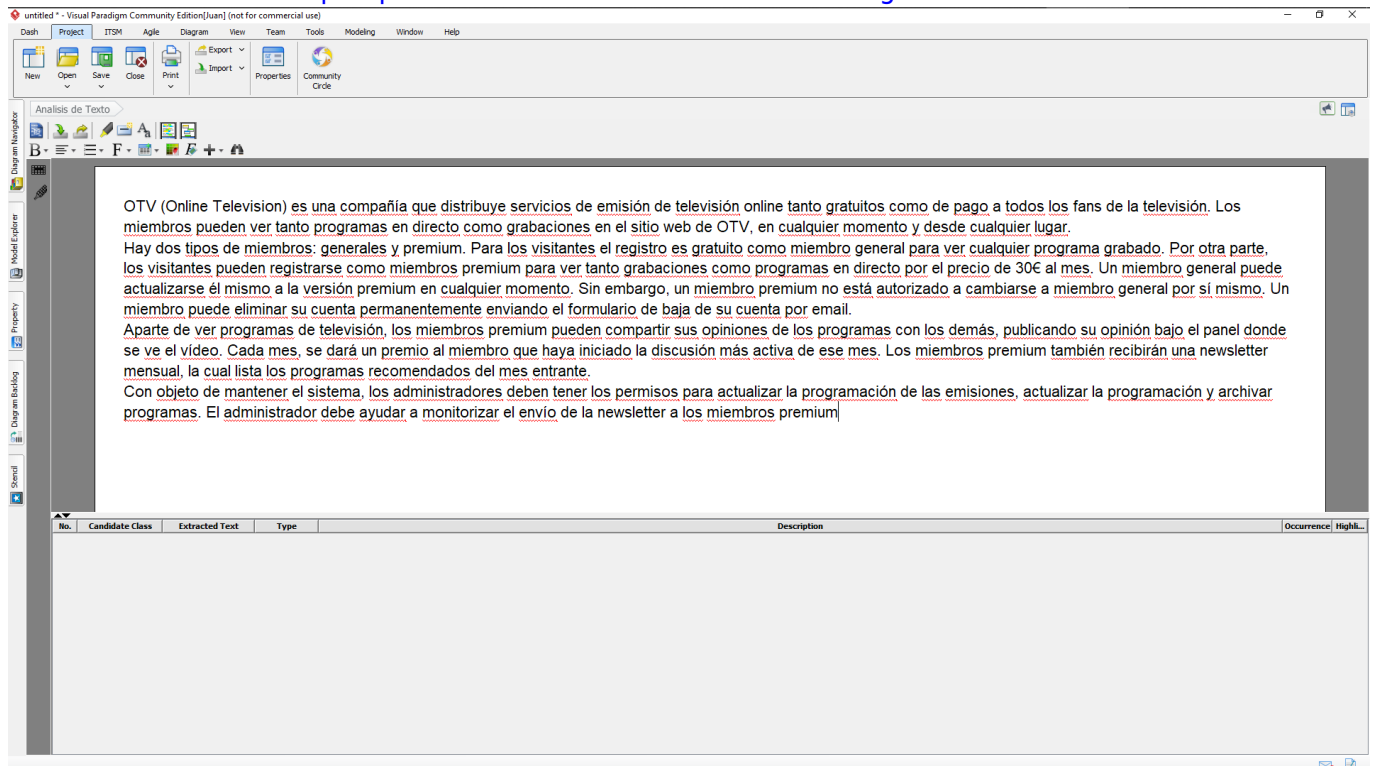 untitled * - Visual Paradigm Community Edition[Juan] (not for commercial use)
Dash Project ITSM Agile Diagram View Team Tools Modeling Window Help
New Open Save Close Print Export Import Properties Community Circle
Analisis de Texto
Diagram Navigator
Model Explorer
Property
Diagram Backlog
Stencil
OTV (Online Television) es una compañía que distribuye servicios de emisión de televisión online tanto gratuitos como de pago a todos los fans de la televisión. Los
miembros pueden ver tanto programas en directo como grabaciones en el sitio web de OTV, en cualquier momento y desde cualquier lugar.
Hay dos tipos de miembros: generales y premium. Para los visitantes el registro es gratuito como miembro general para ver cualquier programa grabado. Por otra parte,
los visitantes pueden registrarse como miembros premium para ver tanto grabaciones como programas en directo por el precio de 30€ al mes. Un miembro general puede
actualizarse él mismo a la versión premium en cualquier momento. Sin embargo, un miembro premium no está autorizado a cambiarse a miembro general por sí mismo. Un
miembro puede eliminar su cuenta permanentemente enviando el formulario de baja de su cuenta por email.
Aparte de ver programas de televisión, los miembros premium pueden compartir sus opiniones de los programas con los demás, publicando su opinión bajo el panel donde
se ve el vídeo. Cada mes, se dará un premio al miembro que haya iniciado la discusión más activa de ese mes. Los miembros premium también recibirán una newsletter
mensual, la cual lista los programas recomendados del mes entrante.
Con objeto de mantener el sistema, los administradores deben tener los permisos para actualizar la programación de las emisiones, actualizar la programación y archivar
programas. El administrador debe ayudar a monitorizar el envío de la newsletter a los miembros premium
No. Candidate Class Extracted Text Type Description Occurrence Highli...